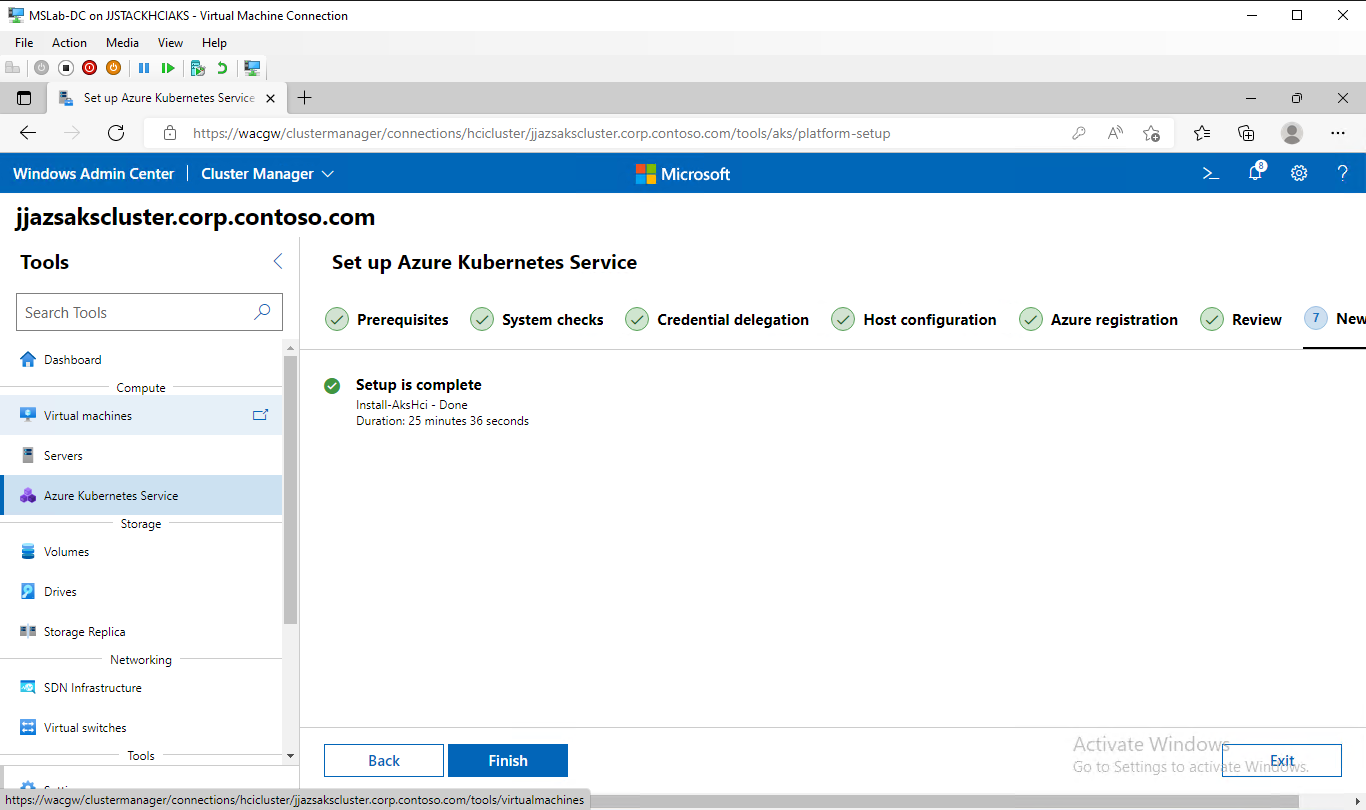 MSLab-DC on JJSTACKHCIAKS - Virtual Machine Connection
File Action Media View Help
Set up Azure Kubernetes Service
https://wacgw/clustermanager/connections/hcicluster/jjazsakscluster.corp.contoso.com/tools/aks/platform-setup
Windows Admin Center | Cluster Manager
Microsoft
8
?
jjazsakscluster.corp.contoso.com
Tools
Set up Azure Kubernetes Service
Search Tools
Prerequisites System checks Credential delegation Host configuration Azure registration Review 7 New
Dashboard
Compute
Virtual machines
Servers
Azure Kubernetes Service
Storage
Volumes
Drives
Storage Replica
Networking
SDN Infrastructure
Virtual switches
Tools
Setup is complete
Install-AksHci - Done
Duration: 25 minutes 36 seconds
Back Finish Exit
Activate Windows
Go to Settings to activate Windows.
https://wacgw/clustermanager/connections/hcicluster/jjazsakscluster.corp.contoso.com/tools/virtualmachines